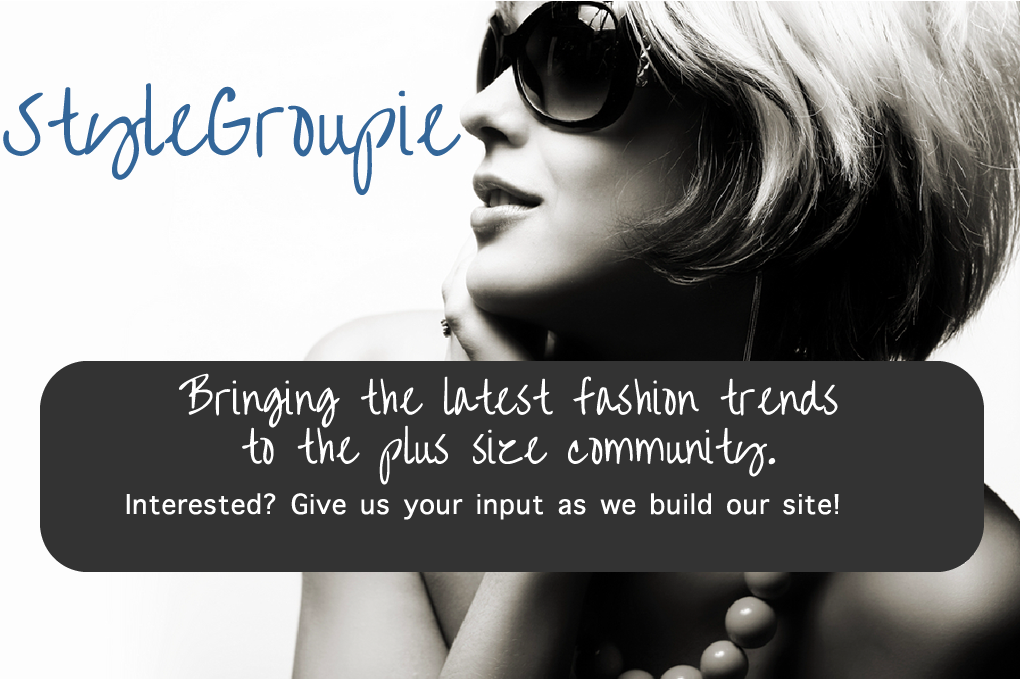 StyleGroupie
Bringing the latest fashion trends
to the plus size community.
Interested? Give us your input as we build our site!